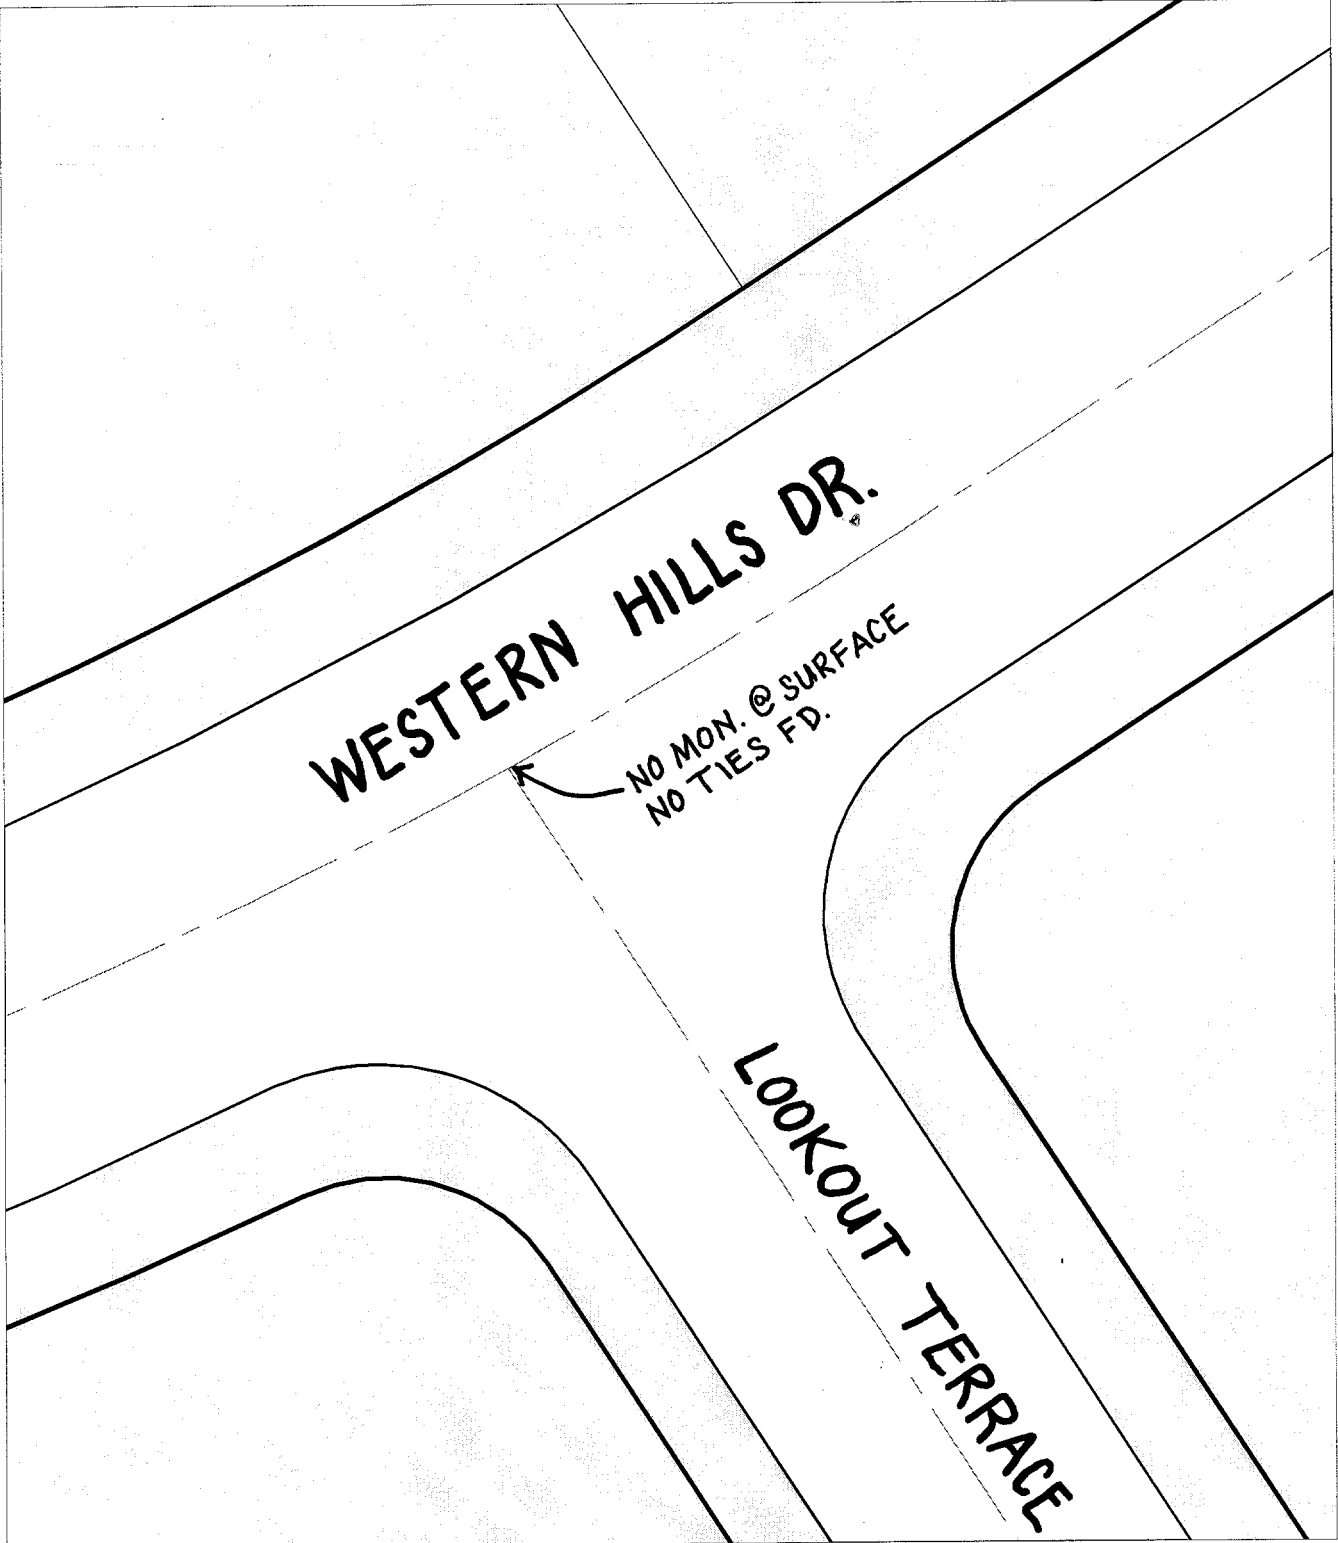 WESTERN HILLS DR.
NO MON. @ SURFACE
NO TIES FD.
LOOKOUT TERRACE